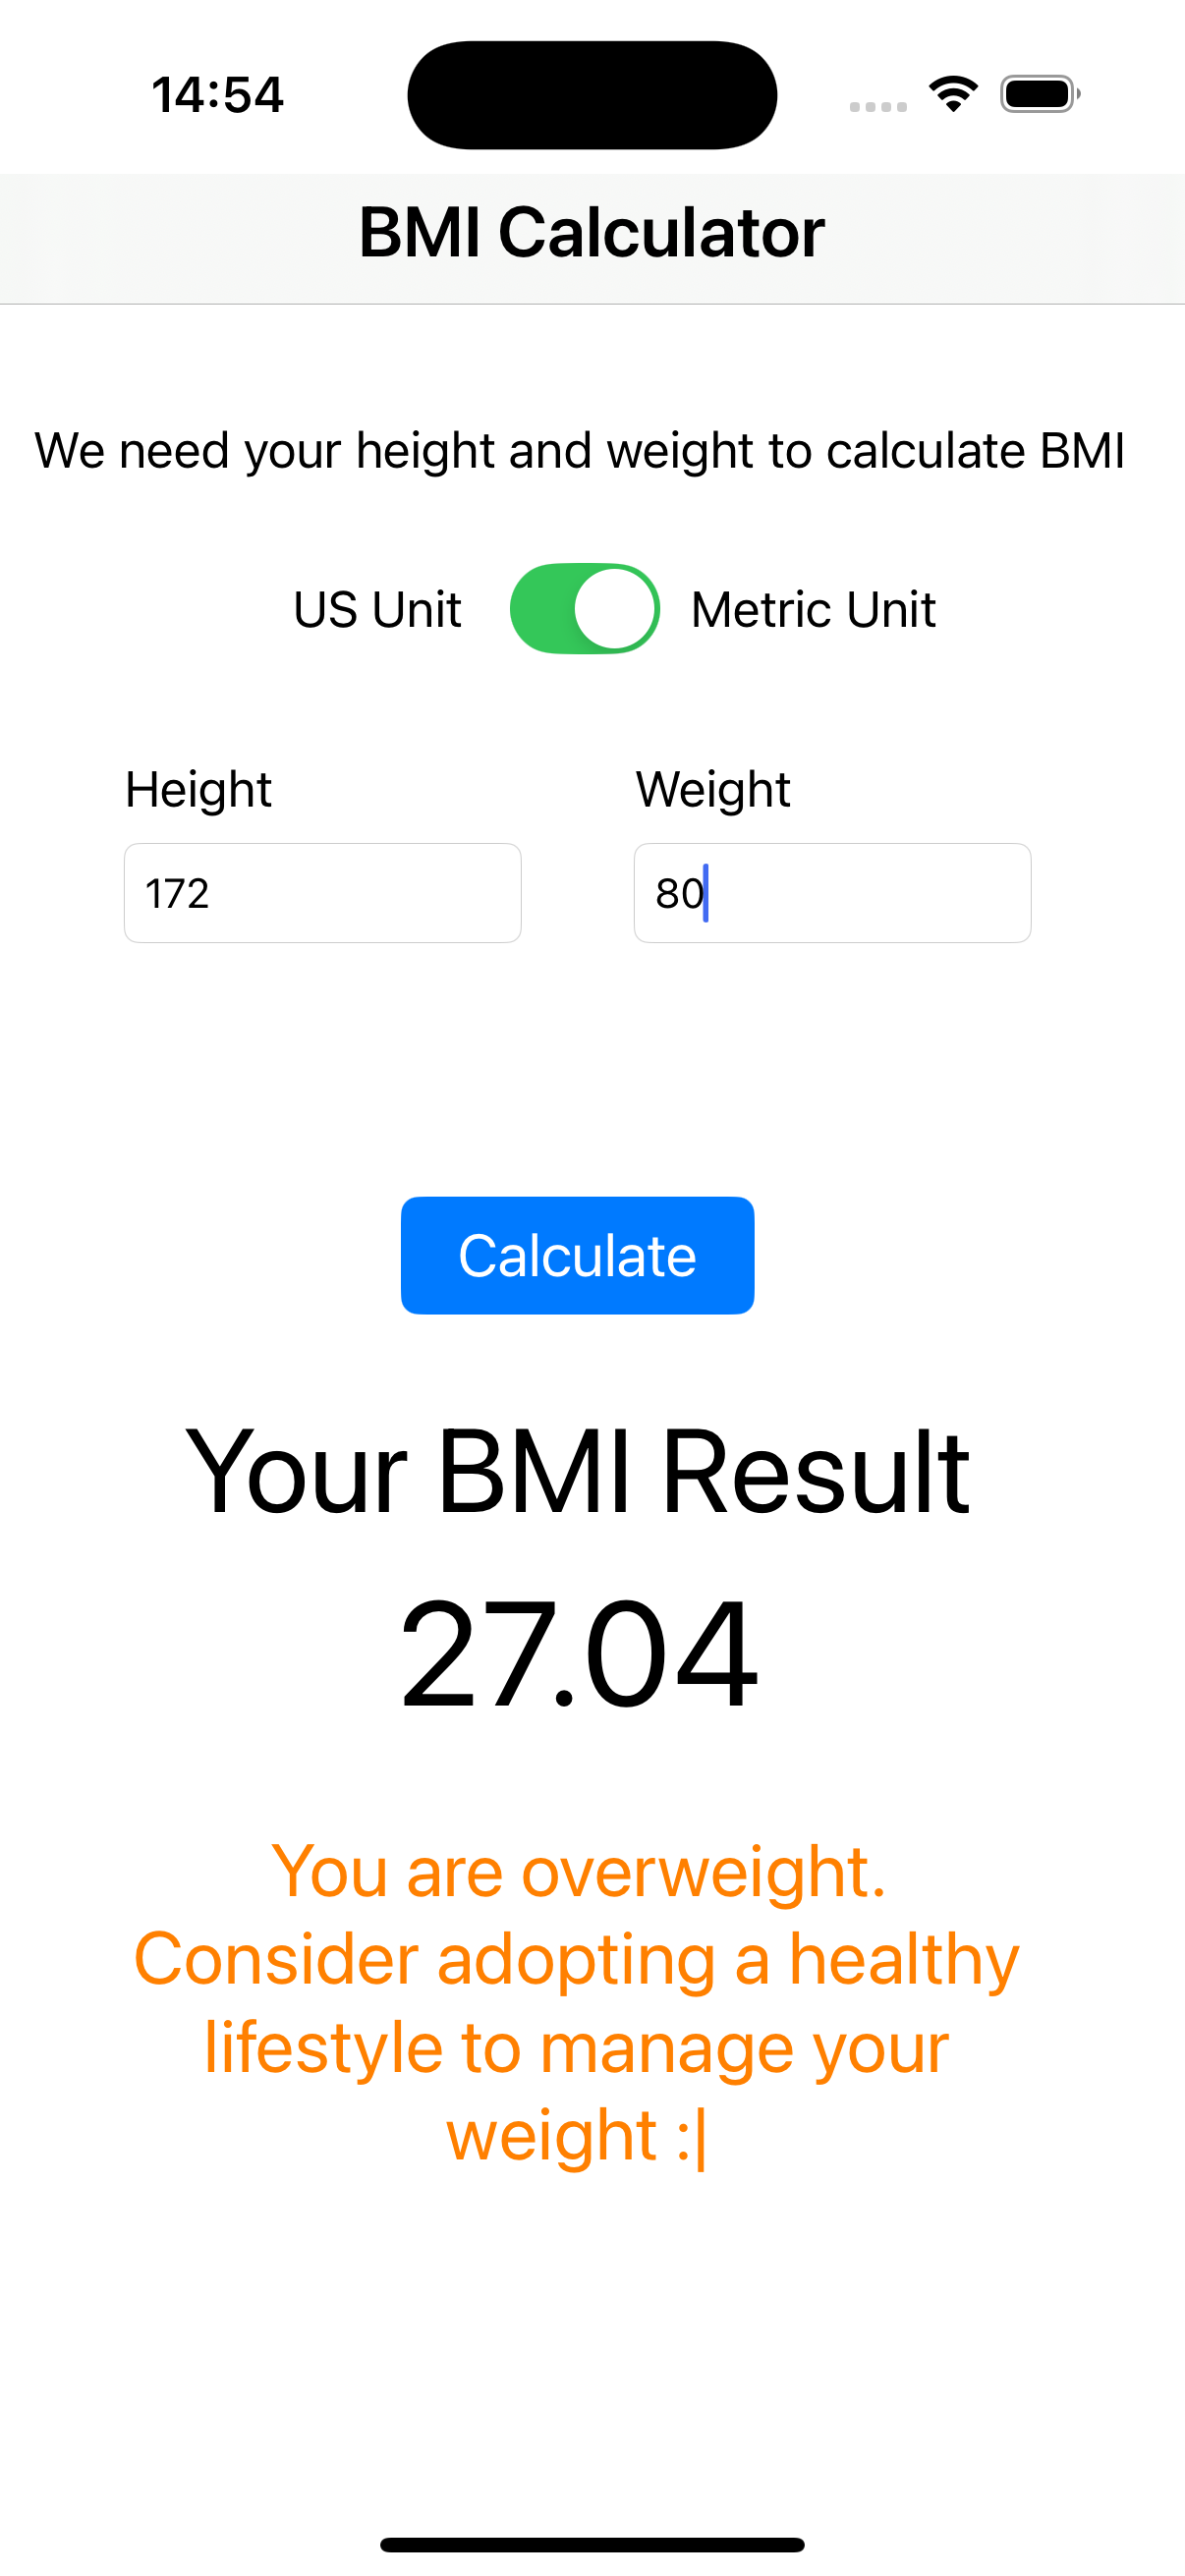 14:54
BMI Calculator
We need your height and weight to calculate BMI
US Unit Metric Unit
Height Weight
172 80
Calculate
Your BMI Result
27.04
You are overweight.
Consider adopting a healthy
lifestyle to manage your
weight :|